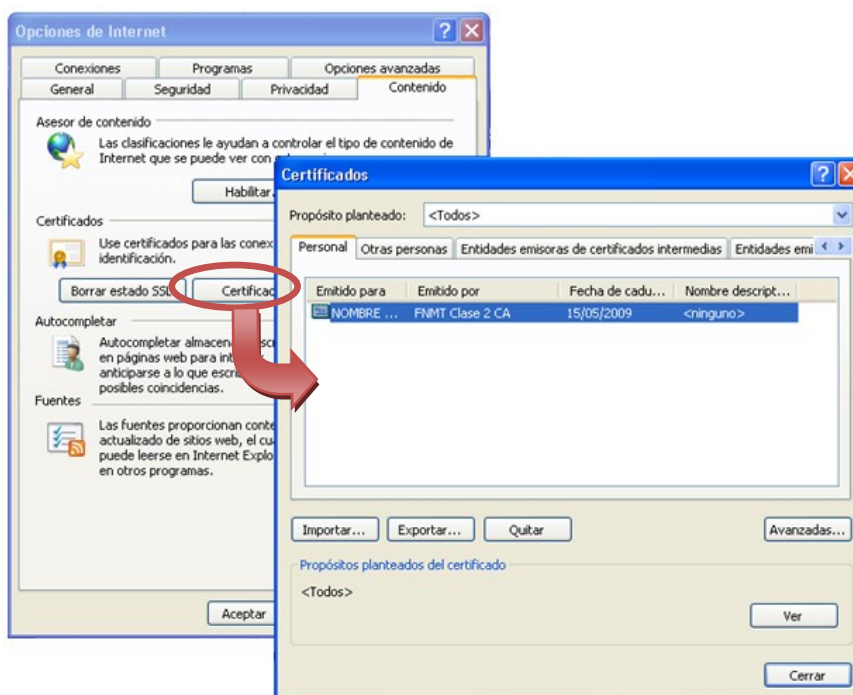 Opciones de Internet
Conexiones Programas Opciones avanzadas
General Seguridad Privacidad Contenido
Asesor de contenido
Las clasificaciones le ayudan a controlar el tipo de contenido de
Internet que se puede ver con
Habilitar
Certificados
Use certificados para las conex
identificación.
Borrar estado SSL Certificac
Autocompletar
Autocompletar almacena
en páginas web para
anticiparse a lo que escri
posibles coincidencias.
Fuentes
Las fuentes proporcionan conte
actualizado de sitios web, el cu
puede leerse en Internet Explo
en otros programas.
Aceptar
Certificados
Propósito planteado: <Todos>
Personal Otras personas Entidades emisoras de certificados intermedias Entidades emi
Emitido para Emitido por Fecha de cadu... Nombre descript...
NOMBRE ... FNMT Clase 2 CA 15/05/2009 <ninguno>
Importar... Exportar... Quitar Avanzadas...
Propósitos planteados del certificado
<Todos>
Ver
Cerrar